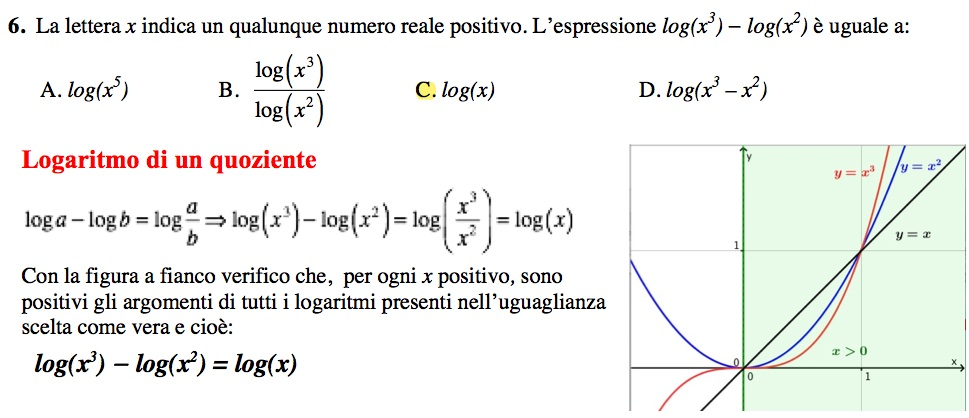 6. La lettera x indica un qualunque numero reale positivo. L'espressione log(x³) – log(x²) è uguale a:
A. log(x⁵) B. log(x³)/log(x²) C. log(x) D. log(x³ – x²)
Logaritmo di un quoziente
log a – log b = log a/b ⇒ log(x³) – log(x²) = log(x³/x²) = log(x)
Con la figura a fianco verifico che, per ogni x positivo, sono
positivi gli argomenti di tutti i logaritmi presenti nell'uguaglianza
scelta come vera e cioè:
log(x³) – log(x²) = log(x)
y
y = x³
y = x²
y = x
1
x > 0
0
x
0
1